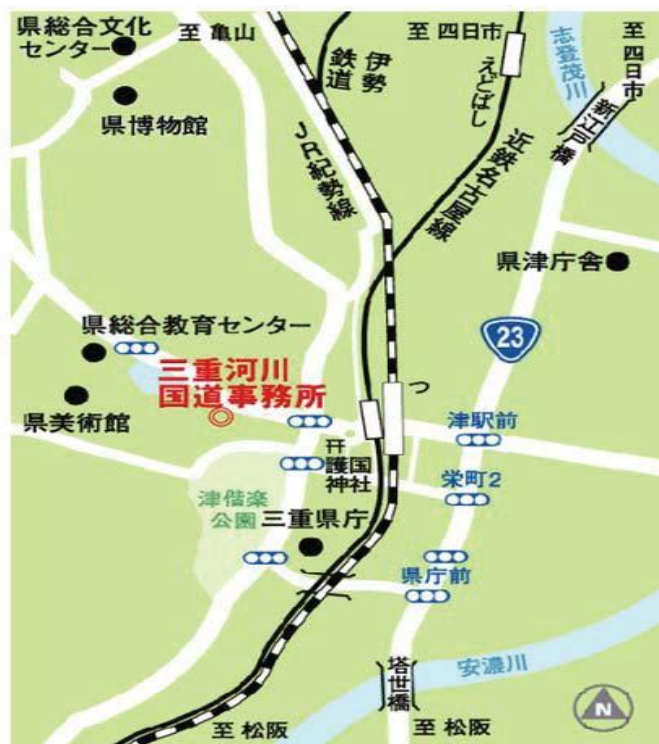 県総合文化
センター
至 亀山
伊勢
鉄道
至 四日市
えどばし
志登茂川
至 四日市
新江戸橋
県博物館
JR紀勢線
近鉄名古屋線
県津庁舎
23
県総合教育センター
三重河川
国道事務所
県美術館
つ
津駅前
護国
神社
栄町2
津偕楽
公園
三重県庁
県庁前
塔世橋
安濃川
至 松阪
至 松阪
N